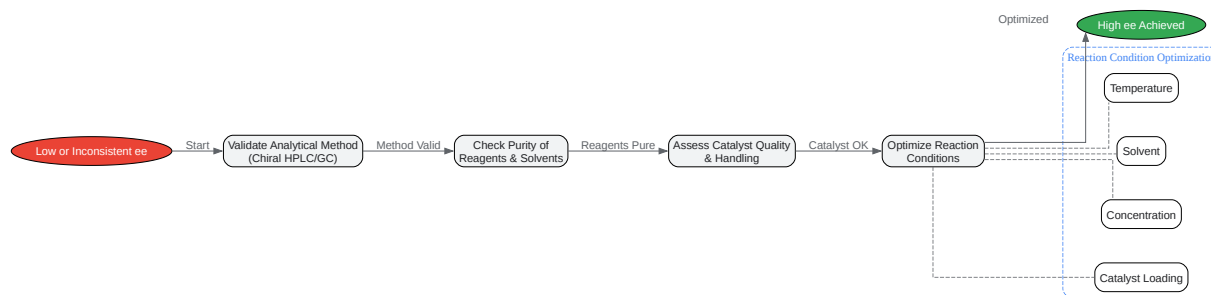 Optimized
High ee Achieved
Reaction Condition Optimizatio
Temperature
Low or Inconsistent ee
Start
Validate Analytical Method
(Chiral HPLC/GC)
Method Valid
Check Purity of
Reagents & Solvents
Reagents Pure
Assess Catalyst Quality
& Handling
Catalyst OK
Optimize Reaction
Conditions
Solvent
Concentration
Catalyst Loading